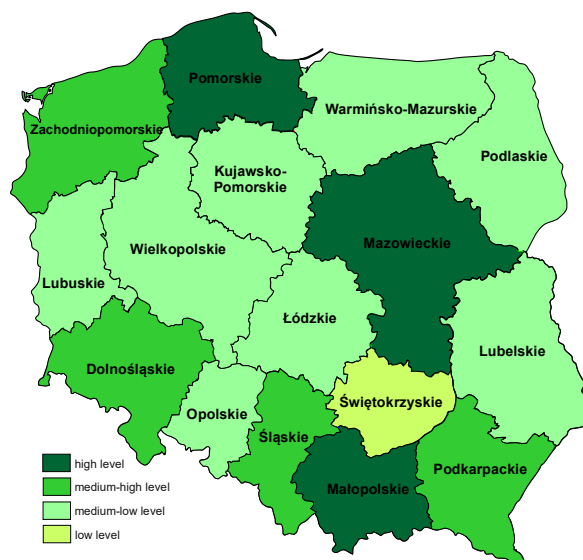 Pomorskie
Warmińsko-Mazurskie
Zachodniopomorskie
Podlaskie
Kujawsko-
Pomorskie
Mazowieckie
Wielkopolskie
Lubuskie
Łódzkie
Lubelskie
Dolnośląskie
Świętokrzyskie
Opolskie
Śląskie
Podkarpackie
Małopolskie
high level
medium-high level
medium-low level
low level